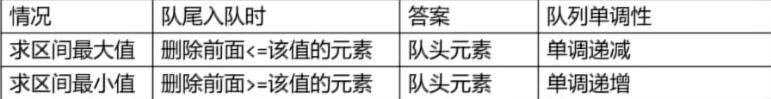 情况 队尾入队时 答案 队列单调性
求区间最大值 删除前面<=该值的元素 队头元素 单调递减
求区间最小值 删除前面>=该值的元素 队头元素 单调递增